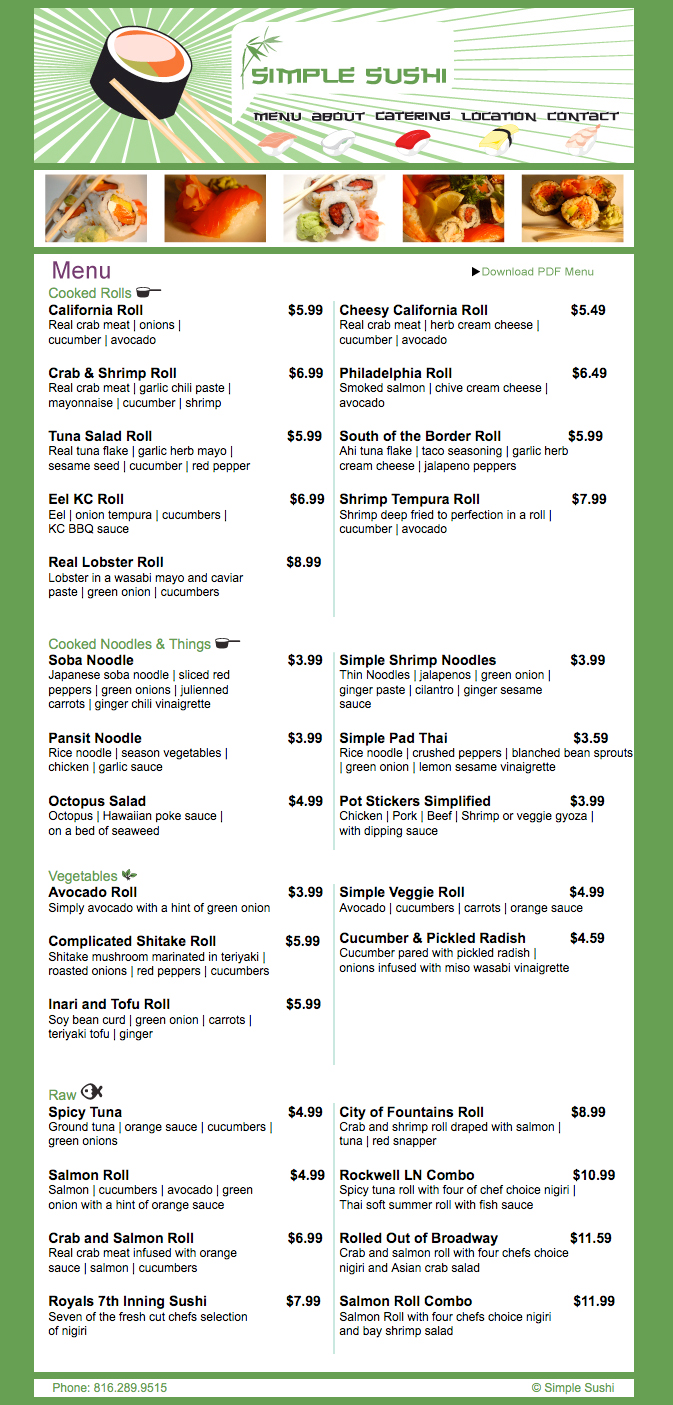 SIMPLE SUSHI
MENU ABOUT CATERING LOCATION CONTACT
Menu
Download PDF Menu
Cooked Rolls
California Roll $5.99
Real crab meat | onions |
cucumber | avocado
Crab & Shrimp Roll $6.99
Real crab meat | garlic chili paste |
mayonnaise | cucumber | shrimp
Tuna Salad Roll $5.99
Real tuna flake | garlic herb mayo |
sesame seed | cucumber | red pepper
Eel KC Roll $6.99
Eel | onion tempura | cucumbers |
KC BBQ sauce
Real Lobster Roll $8.99
Lobster in a wasabi mayo and caviar
paste | green onion | cucumbers
Cheesy California Roll $5.49
Real crab meat | herb cream cheese |
cucumber | avocado
Philadelphia Roll $6.49
Smoked salmon | chive cream cheese |
avocado
South of the Border Roll $5.99
Ahi tuna flake | taco seasoning | garlic herb
cream cheese | jalapeno peppers
Shrimp Tempura Roll $7.99
Shrimp deep fried to perfection in a roll |
cucumber | avocado
Cooked Noodles & Things
Soba Noodle $3.99
Japanese soba noodle | sliced red
peppers | green onions | julienned
carrots | ginger chili vinaigrette
Pansit Noodle $3.99
Rice noodle | season vegetables |
chicken | garlic sauce
Octopus Salad $4.99
Octopus | Hawaiian poke sauce |
on a bed of seaweed
Simple Shrimp Noodles $3.99
Thin Noodles | jalapenos | green onion |
ginger paste | cilantro | ginger sesame
sauce
Simple Pad Thai $3.59
Rice noodle | crushed peppers | blanched bean sprouts
| green onion | lemon sesame vinaigrette
Pot Stickers Simplified $3.99
Chicken | Pork | Beef | Shrimp or veggie gyoza |
with dipping sauce
Vegetables
Avocado Roll $3.99
Simply avocado with a hint of green onion
Complicated Shitake Roll $5.99
Shitake mushroom marinated in teriyaki |
roasted onions | red peppers | cucumbers
Inari and Tofu Roll $5.99
Soy bean curd | green onion | carrots |
teriyaki tofu | ginger
Simple Veggie Roll $4.99
Avocado | cucumbers | carrots | orange sauce
Cucumber & Pickled Radish $4.59
Cucumber pared with pickled radish |
onions infused with miso wasabi vinaigrette
Raw
Spicy Tuna $4.99
Ground tuna | orange sauce | cucumbers |
green onions
Salmon Roll $4.99
Salmon | cucumbers | avocado | green
onion with a hint of orange sauce
Crab and Salmon Roll $6.99
Real crab meat infused with orange
sauce | salmon | cucumbers
Royals 7th Inning Sushi $7.99
Seven of the fresh cut chefs selection
of nigiri
City of Fountains Roll $8.99
Crab and shrimp roll draped with salmon |
tuna | red snapper
Rockwell LN Combo $10.99
Spicy tuna roll with four of chef choice nigiri |
Thai soft summer roll with fish sauce
Rolled Out of Broadway $11.59
Crab and salmon roll with four chefs choice
nigiri and Asian crab salad
Salmon Roll Combo $11.99
Salmon Roll with four chefs choice nigiri
and bay shrimp salad
Phone: 816.289.9515 © Simple Sushi